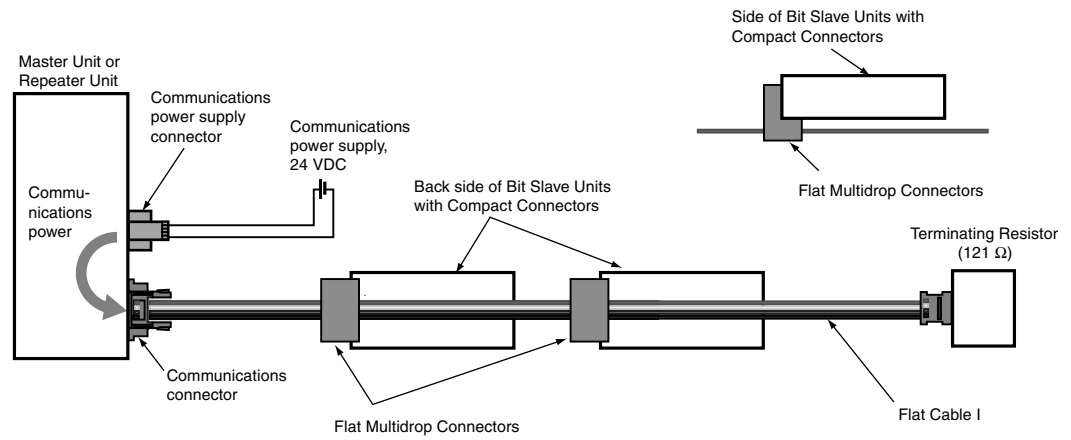 Side of Bit Slave Units with
Compact Connectors
Master Unit or
Repeater Unit
Communications
power supply
connector
Communications
power supply,
24 VDC
Commu-
nications
power
Back side of Bit Slave Units
with Compact Connectors
Flat Multidrop Connectors
Terminating Resistor
(121 Ω)
Communications
connector
Flat Multidrop Connectors
Flat Cable I